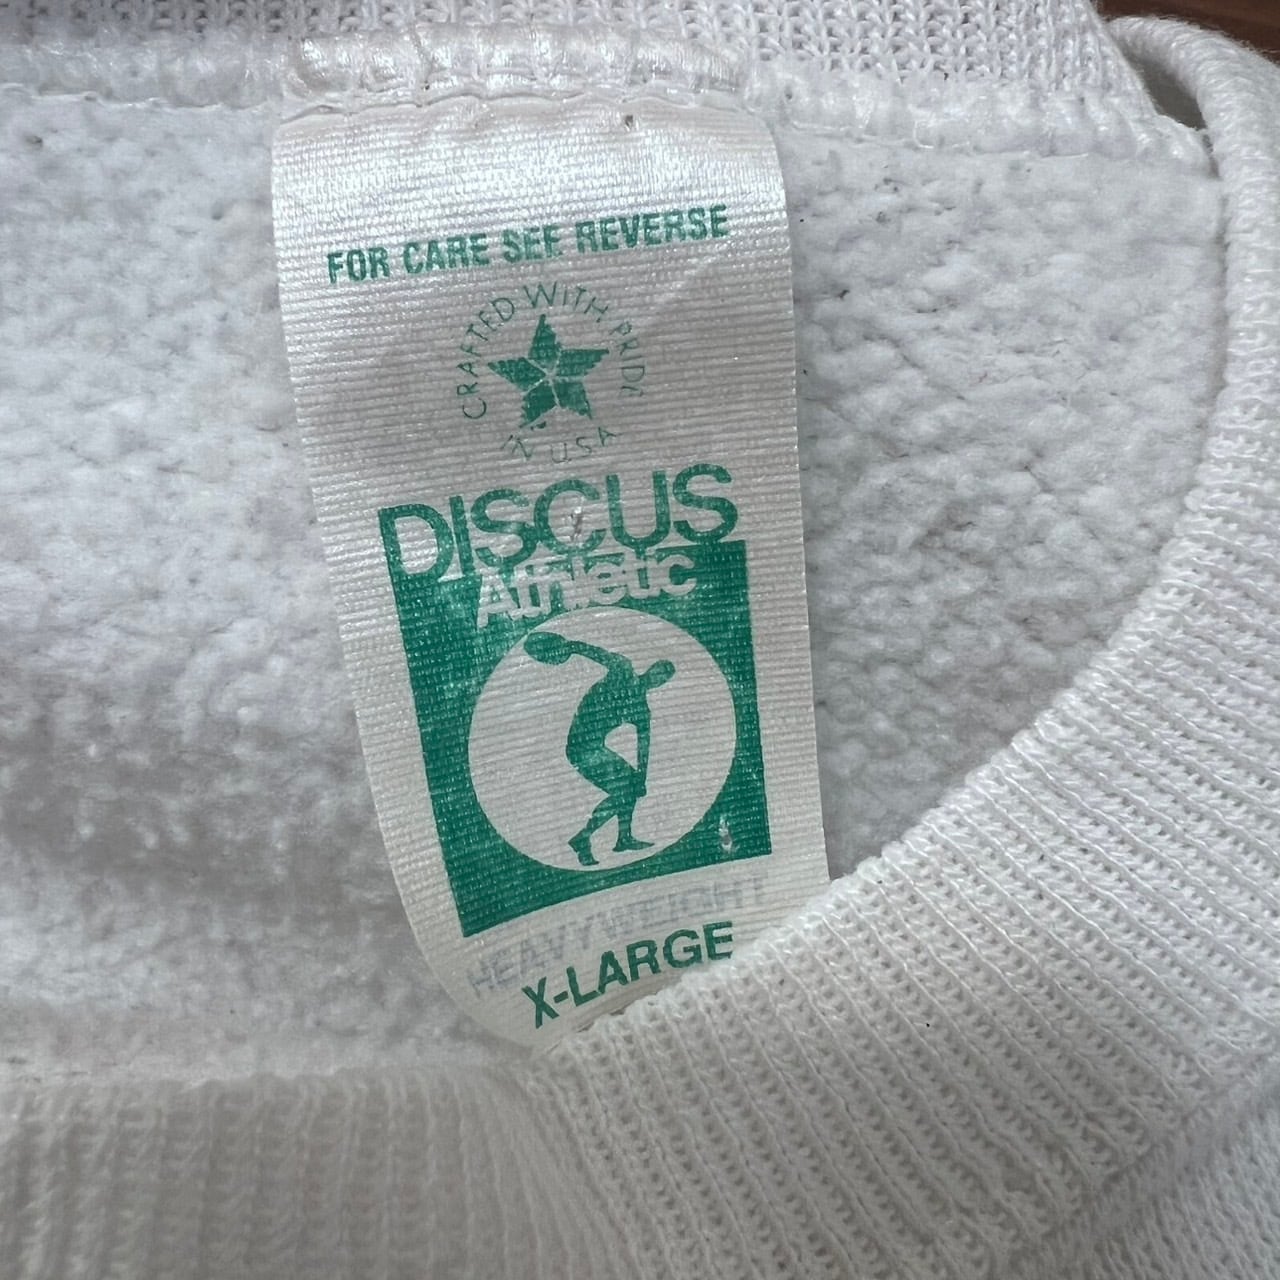 FOR CARE SEE REVERSE
CRAFTED WITH PRIDE
IN USA
DISCUS
Athletic
HEAVYWEIGHT
X-LARGE